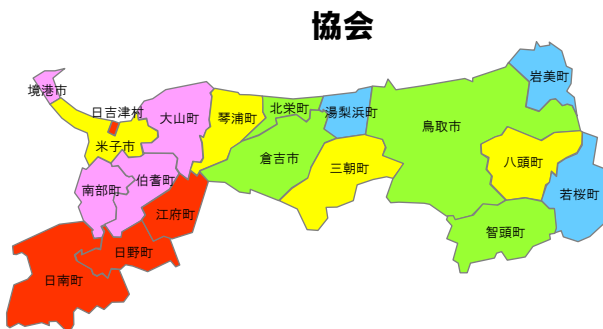 協会
岩美町
境港市
日吉津村
大山町
琴浦町
北栄町
湯梨浜町
鳥取市
米子市
倉吉市
三朝町
八頭町
南部町
伯耆町
若桜町
江府町
智頭町
日野町
日南町